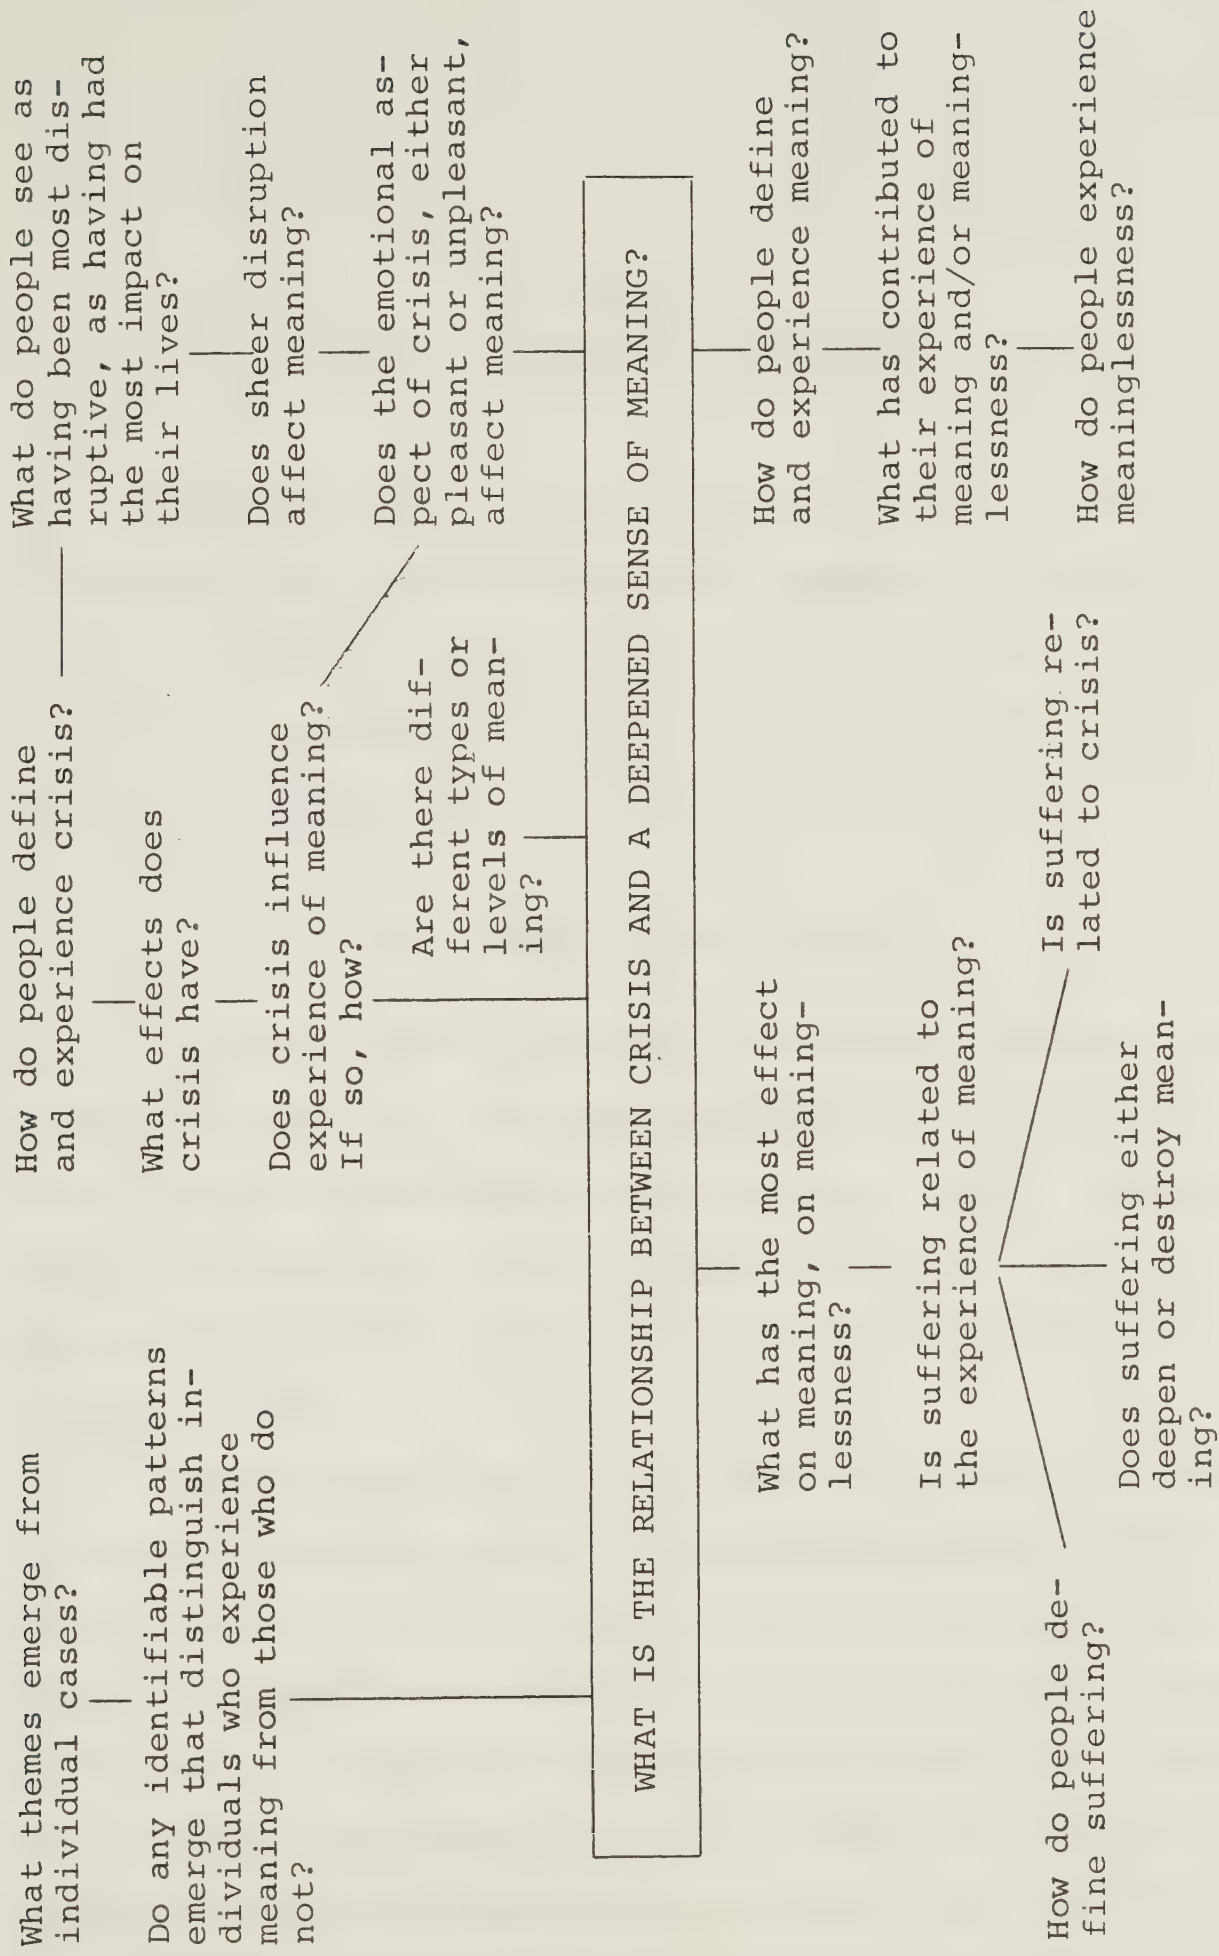 What themes emerge from
individual cases?
Do any identifiable patterns
emerge that distinguish in-
dividuals who experience
meaning from those who do
not?
How do people define
and experience crisis?
What effects does
crisis have?
Does crisis influence
experience of meaning?
If so, how?
Are there dif-
ferent types or
levels of mean-
ing?
What do people see as
having been most dis-
ruptive, as having had
the most impact on
their lives?
Does sheer disruption
affect meaning?
Does the emotional as-
pect of crisis, either
pleasant or unpleasant,
affect meaning?
WHAT IS THE RELATIONSHIP BETWEEN CRISIS AND A DEEPENED SENSE OF MEANING?
What has the most effect
on meaning, on meaning-
lessness?
Is suffering related to
the experience of meaning?
How do people de-
fine suffering?
Does suffering either
deepen or destroy mean-
ing?
Is suffering re-
lated to crisis?
How do people define
and experience meaning?
What has contributed to
their experience of
meaning and/or meaning-
lessness?
How do people experience
meaninglessness?